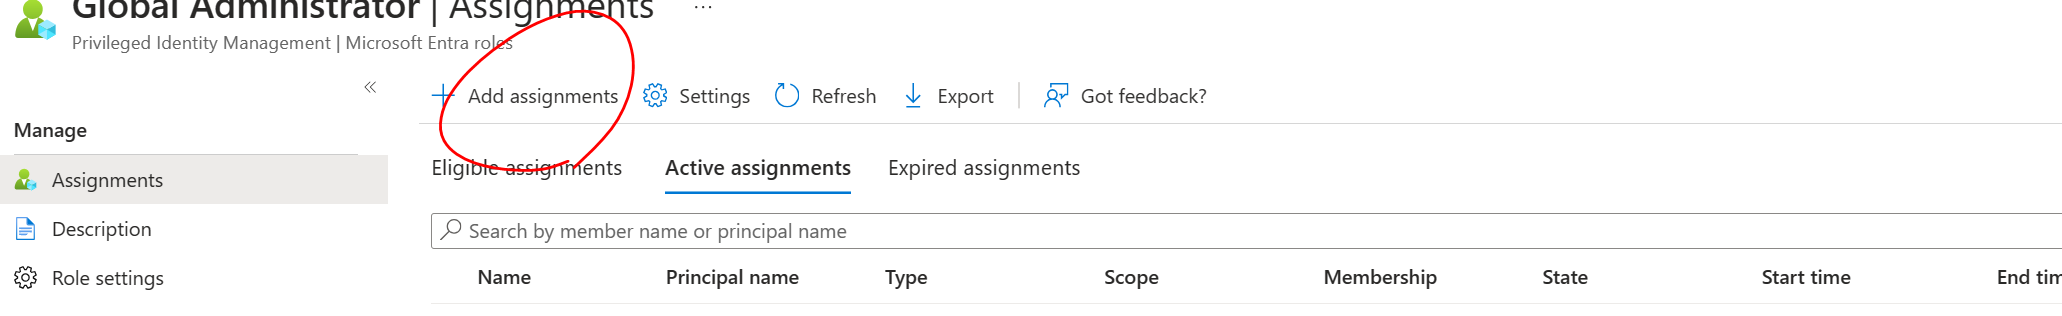 Global Administrator | Assignments ...
Privileged Identity Management | Microsoft Entra roles
«
Add assignments Settings Refresh Export Got feedback?
Manage
Eligible assignments Active assignments Expired assignments
Assignments
Search by member name or principal name
Description
Role settings
Name Principal name Type Scope Membership State Start time End tim